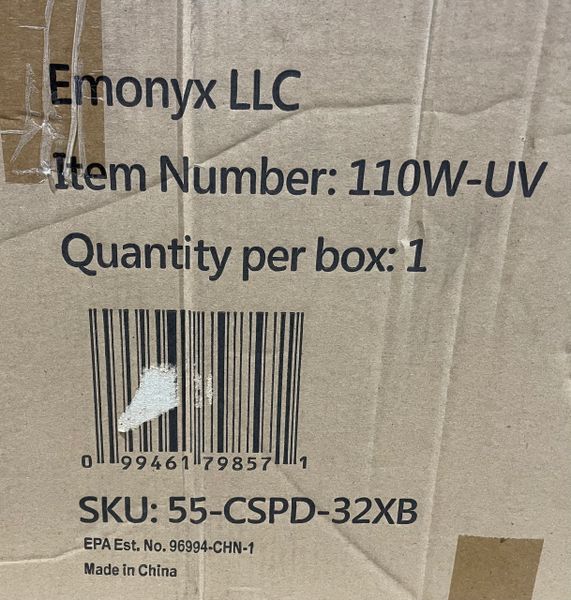 Emonyx LLC
Item Number: 110W-UV
Quantity per box: 1
0 99461 79857 1
SKU: 55-CSPD-32XB
EPA Est. No. 96994-CHN-1
Made in China